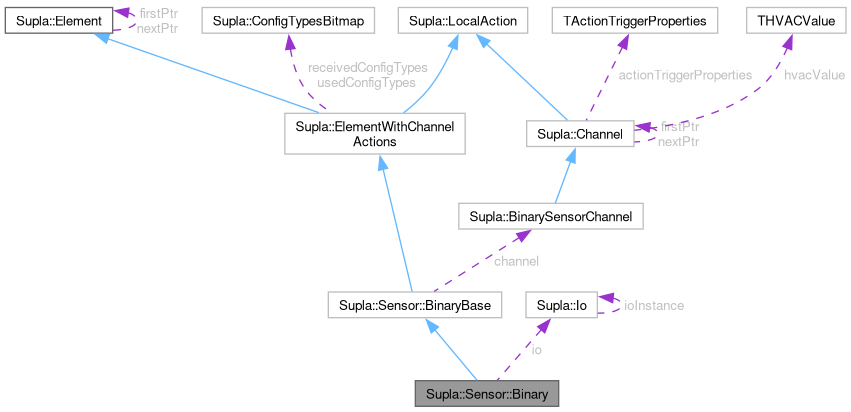 Supla::Element
firstPtr
nextPtr
Supla::ConfigTypesBitmap
Supla::LocalAction
TActionTriggerProperties
THVACValue
receivedConfigTypes
usedConfigTypes
actionTriggerProperties
hvacValue
Supla::ElementWithChannel
Actions
Supla::Channel
firstPtr
nextPtr
Supla::BinarySensorChannel
channel
Supla::Sensor::BinaryBase
Supla::Io
ioInstance
io
Supla::Sensor::Binary